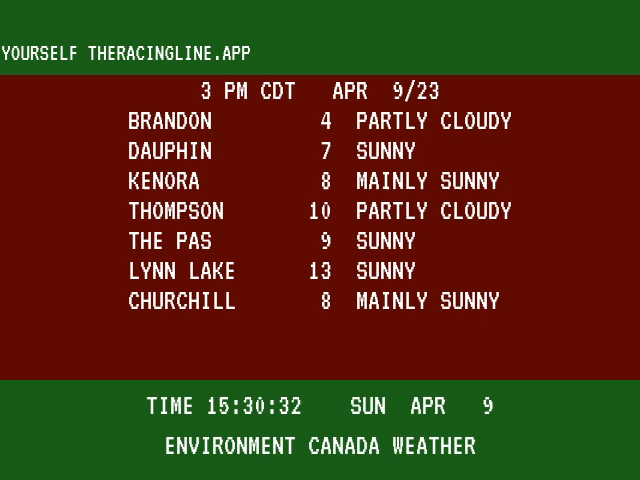 YOURSELF THERACINGLINE.APP
3 PM CDT APR 9/23
BRANDON 4 PARTLY CLOUDY
DAUPHIN 7 SUNNY
KENORA 8 MAINLY SUNNY
THOMPSON 10 PARTLY CLOUDY
THE PAS 9 SUNNY
LYNN LAKE 13 SUNNY
CHURCHILL 8 MAINLY SUNNY
TIME 15:30:32 SUN APR 9
ENVIRONMENT CANADA WEATHER